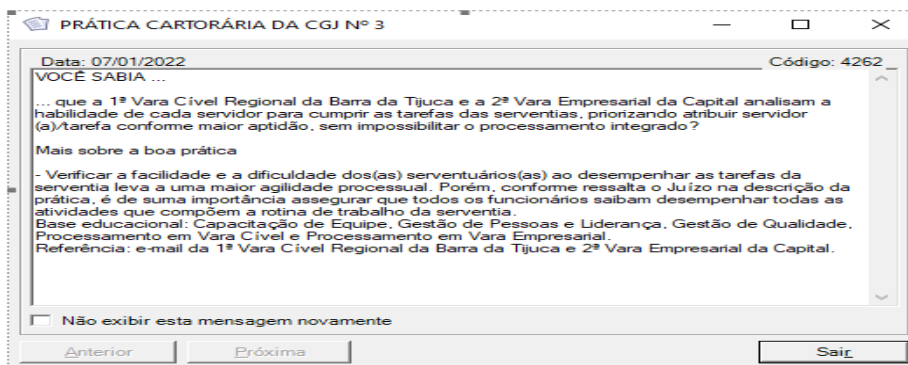 PRÁTICA CARTORÁRIA DA CGJ Nº 3
Data: 07/01/2022 Código: 4262
VOCÊ SABIA ...
... que a 1ª Vara Cível Regional da Barra da Tijuca e a 2ª Vara Empresarial da Capital analisam a
habilidade de cada servidor para cumprir as tarefas das serventias, priorizando atribuir servidor
(a)/tarefa conforme maior aptidão, sem impossibilitar o processamento integrado?
Mais sobre a boa prática
- Verificar a facilidade e a dificuldade dos(as) serventuários(as) ao desempenhar as tarefas da
serventia leva a uma maior agilidade processual. Porém, conforme ressalta o Juízo na descrição da
prática, é de suma importância assegurar que todos os funcionários saibam desempenhar todas as
atividades que compõem a rotina de trabalho da serventia.
Base educacional: Capacitação de Equipe, Gestão de Pessoas e Liderança, Gestão de Qualidade,
Processamento em Vara Cível e Processamento em Vara Empresarial.
Referência: e-mail da 1ª Vara Cível Regional da Barra da Tijuca e 2ª Vara Empresarial da Capital.
Não exibir esta mensagem novamente
Anterior Próxima Sair